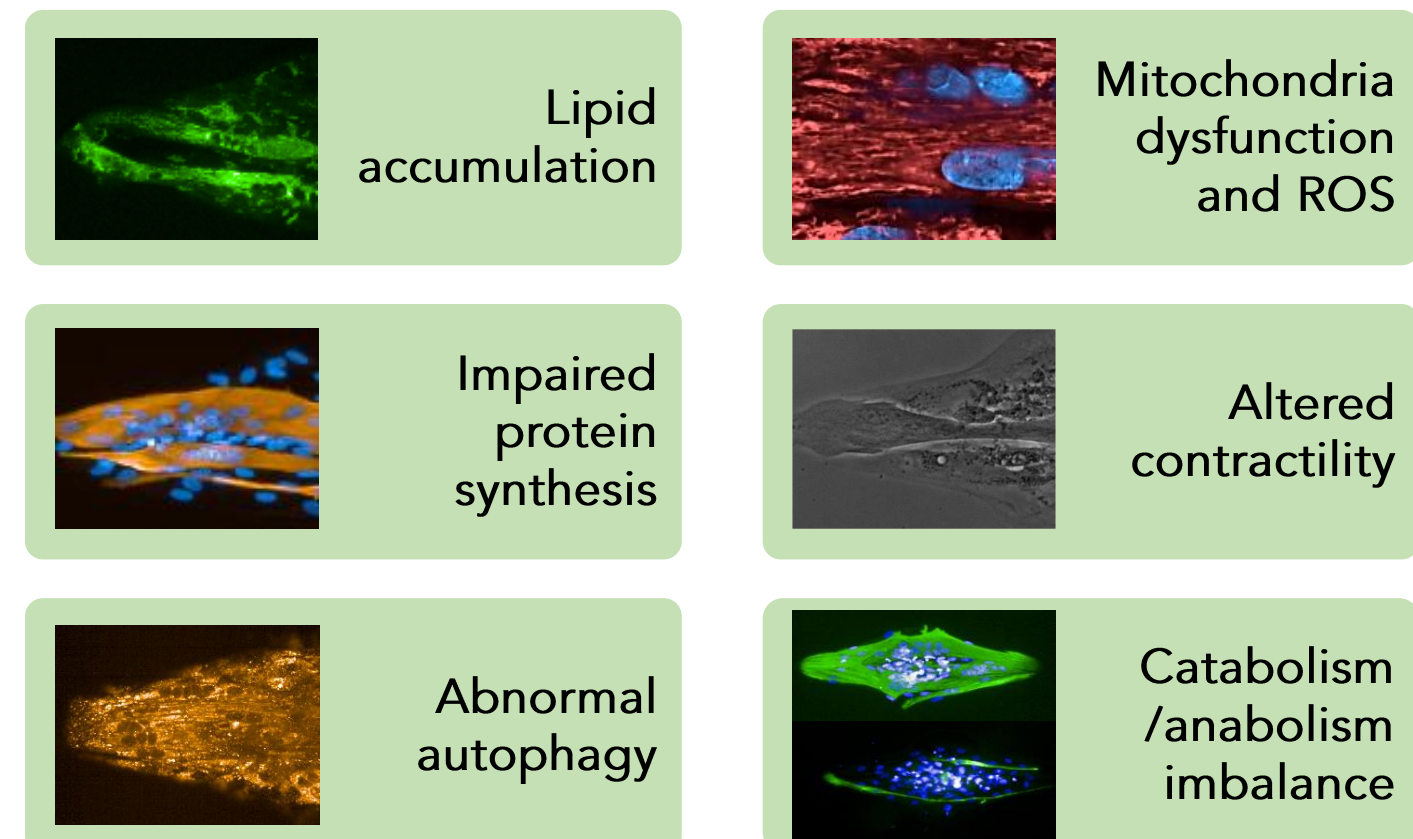 Lipid
accumulation
Mitochondria
dysfunction
and ROS
Impaired
protein
synthesis
Altered
contractility
Abnormal
autophagy
Catabolism
/anabolism
imbalance